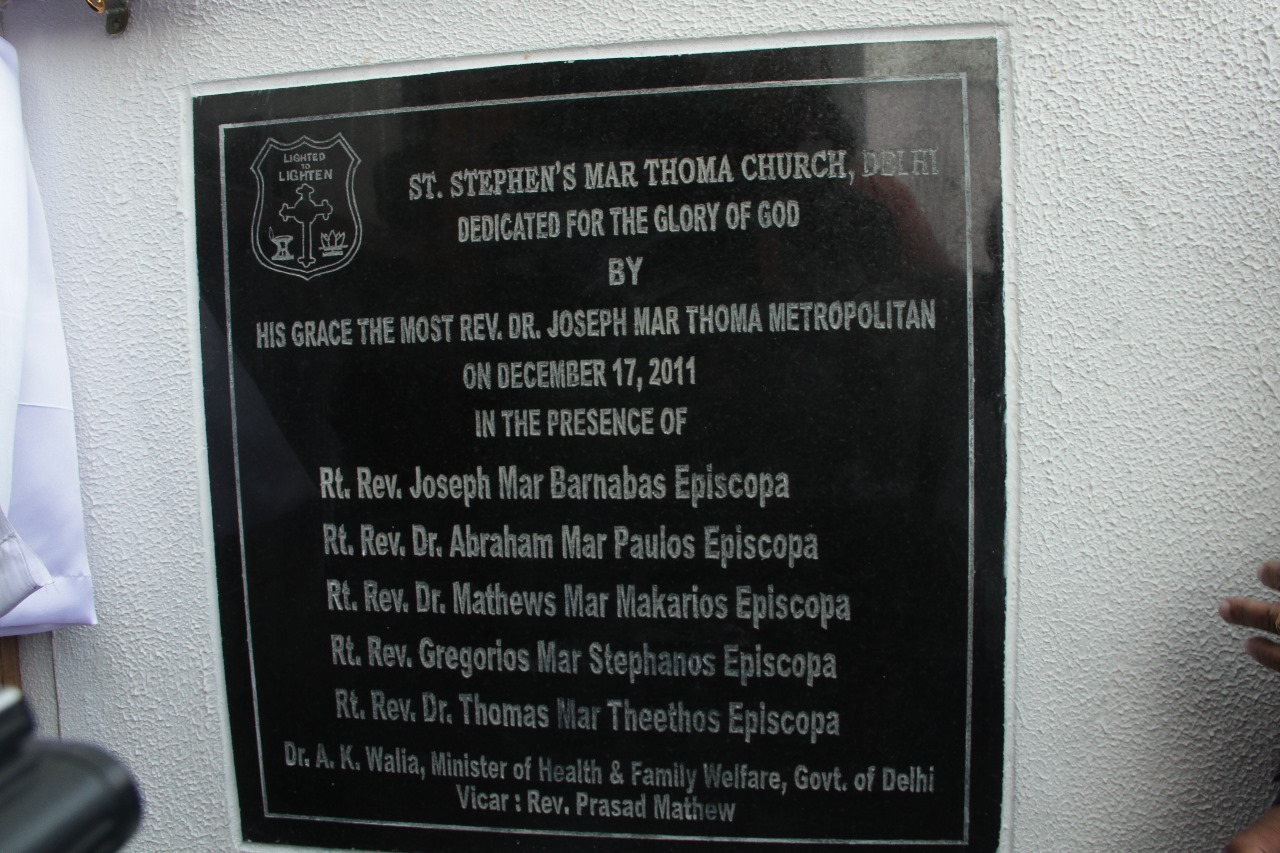 LIGHTED
TO
LIGHTEN
ST. STEPHEN'S MAR THOMA CHURCH, DELHI
DEDICATED FOR THE GLORY OF GOD
BY
HIS GRACE THE MOST REV. DR. JOSEPH MAR THOMA METROPOLITAN
ON DECEMBER 17, 2011
IN THE PRESENCE OF
Rt. Rev. Joseph Mar Barnabas Episcopa
Rt. Rev. Dr. Abraham Mar Paulos Episcopa
Rt. Rev. Dr. Mathews Mar Makarios Episcopa
Rt. Rev. Gregorios Mar Stephanos Episcopa
Rt. Rev. Dr. Thomas Mar Theethos Episcopa
Dr. A. K. Walia, Minister of Health & Family Welfare, Govt. of Delhi
Vicar : Rev. Prasad Mathew